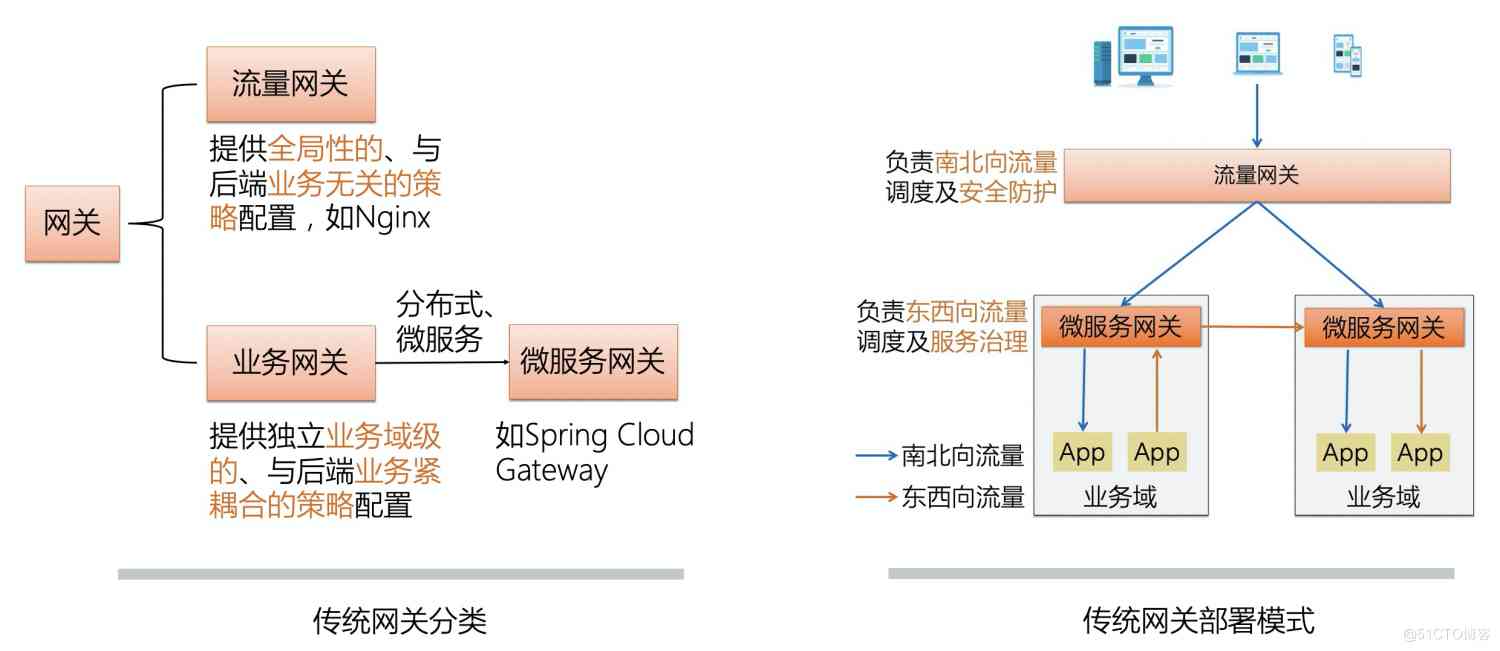 网关
流量网关
提供全局性的、与
后端业务无关的策
略配置，如Nginx
业务网关
分布式、
微服务
微服务网关
提供独立业务域级
的、与后端业务紧
耦合的策略配置
如Spring Cloud
Gateway
传统网关分类
负责南北向流量
调度及安全防护
流量网关
负责东西向流量
调度及服务治理
微服务网关
微服务网关
App
App
App
App
南北向流量
东西向流量
业务域
业务域
传统网关部署模式
@51CTO博客